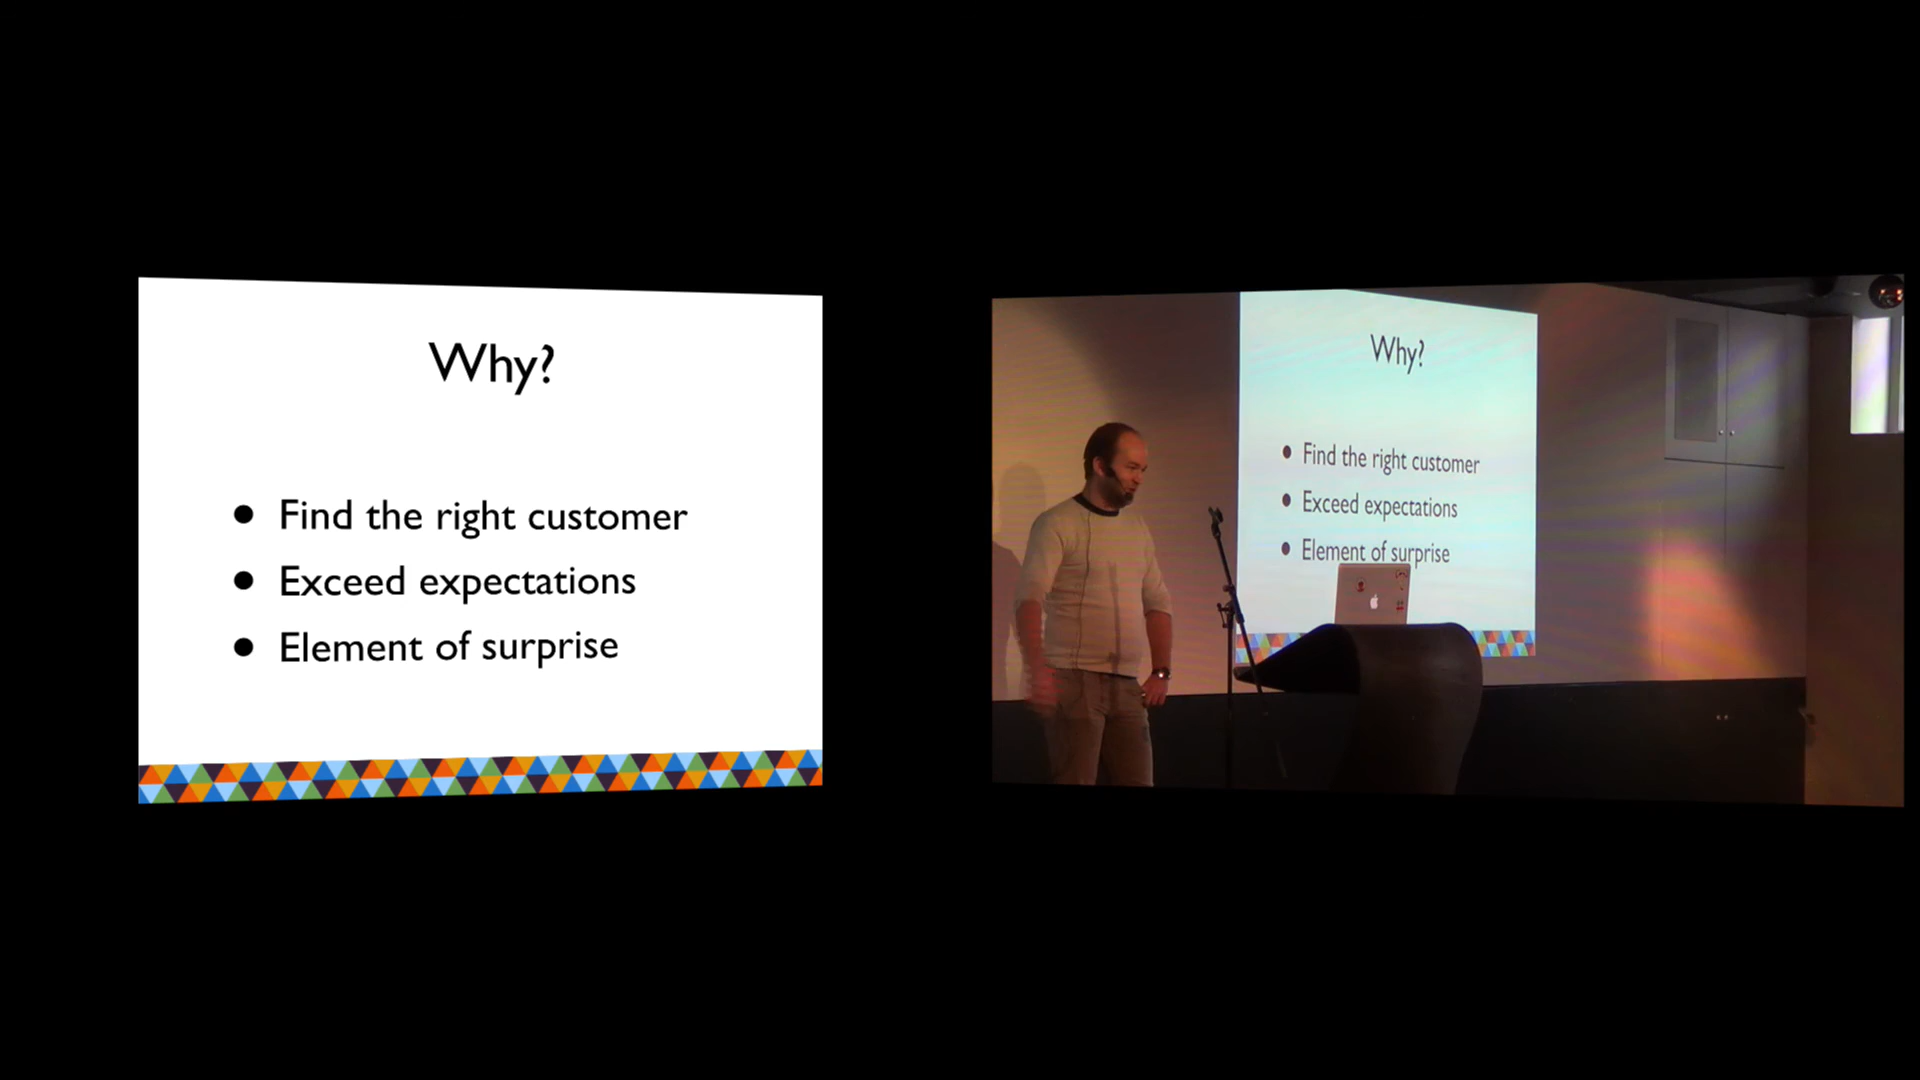 Why?
• Find the right customer
• Exceed expectations
• Element of surprise
Why?
• Find the right customer
• Exceed expectations
• Element of surprise